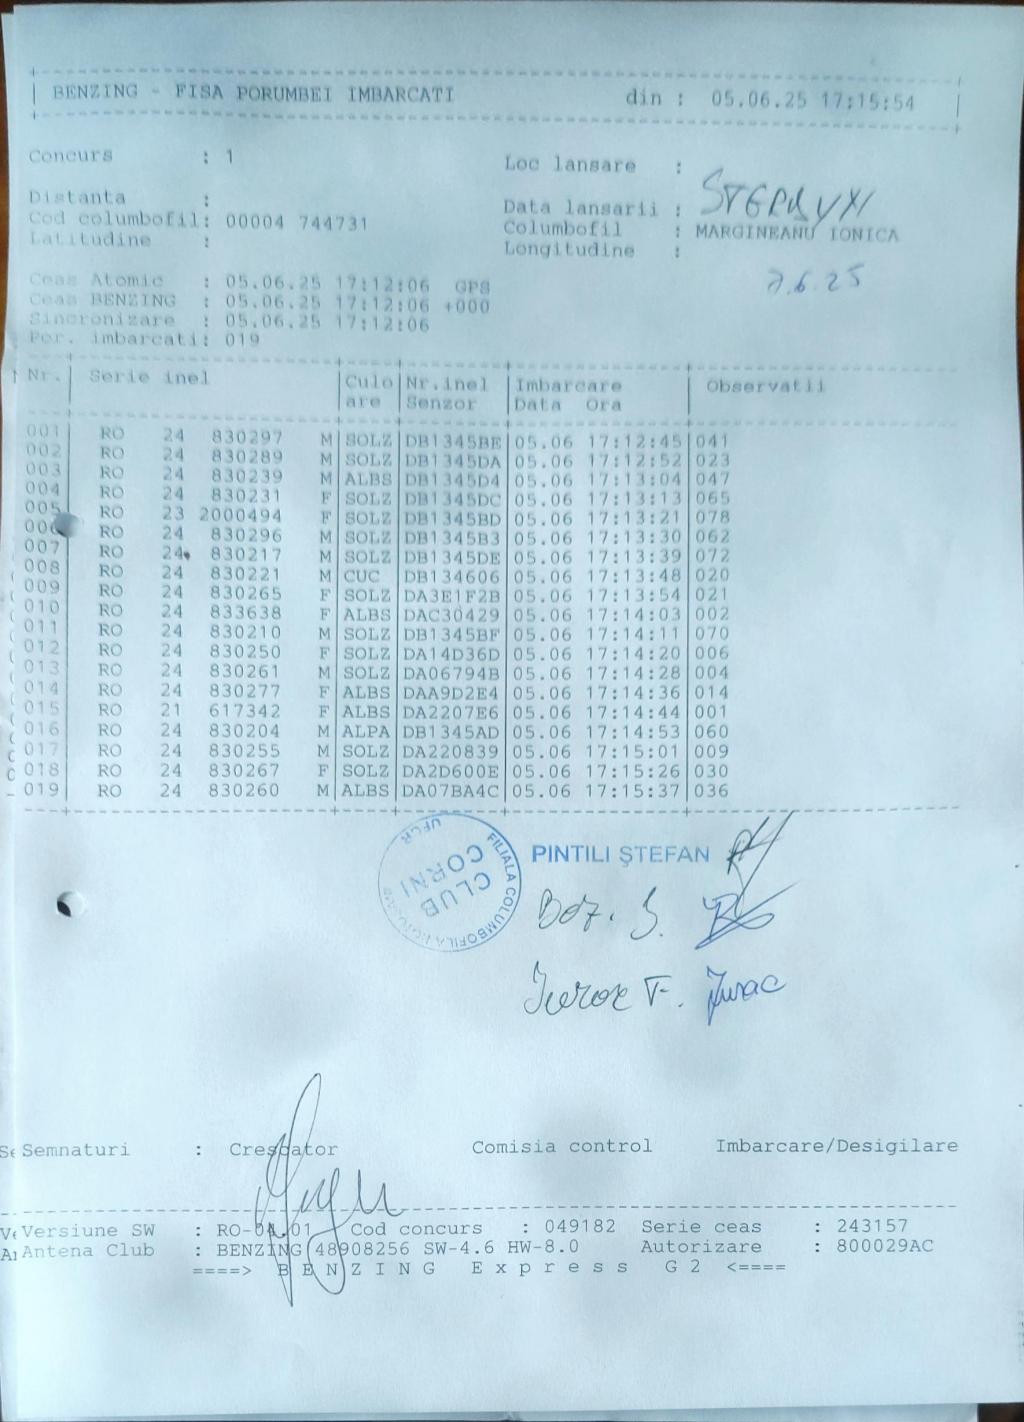 BENZING - FISA PORUMBEI IMBARCATI din : 05.06.25 17:15:54
Concurs : 1 Loc lansare :
Distanta : Data lansarii :
Cod columbofil: 00004 744731 Columbofil : MARGINEANU IONICA
Latitudine : Longitudine :
7.6.25
Ceas Atomic : 05.06.25 17:12:06 GPS
Ceas BENZING : 05.06.25 17:12:06 +000
Sincronizare : 05.06.25 17:12:06
Por. imbarcati: 019
Nr. Serie inel Culo Nr.inel Imbarcare Observatii
are Senzor Data Ora
001 RO 24 830297 M SOLZ DB1345BE 05.06 17:12:45 041
002 RO 24 830289 M SOLZ DB1345DA 05.06 17:12:52 023
003 RO 24 830239 M ALBS DB1345D4 05.06 17:13:04 047
004 RO 24 830231 F SOLZ DB1345DC 05.06 17:13:13 065
005 RO 23 2000494 F SOLZ DB1345BD 05.06 17:13:21 078
006 RO 24 830296 M SOLZ DB1345B3 05.06 17:13:30 062
007 RO 24 830217 M SOLZ DB1345DE 05.06 17:13:39 072
008 RO 24 830221 M CUC DB134606 05.06 17:13:48 020
009 RO 24 830265 F SOLZ DA3E1F2B 05.06 17:13:54 021
010 RO 24 833638 F ALBS DAC30429 05.06 17:14:03 002
011 RO 24 830210 M SOLZ DB1345BF 05.06 17:14:11 070
012 RO 24 830250 F SOLZ DA14D36D 05.06 17:14:20 006
013 RO 24 830261 M SOLZ DA06794B 05.06 17:14:28 004
014 RO 24 830277 F ALBS DAA9D2E4 05.06 17:14:36 014
015 RO 21 617342 F ALBS DA2207E6 05.06 17:14:44 001
016 RO 24 830204 M ALPA DB1345AD 05.06 17:14:53 060
017 RO 24 830255 M SOLZ DA220839 05.06 17:15:01 009
018 RO 24 830267 F SOLZ DA2D600E 05.06 17:15:26 030
019 RO 24 830260 M ALBS DA07BA4C 05.06 17:15:37 036
UFCR
FILIALA COLUMBOFILA
CLUB
CORNI
PINTILI ŞTEFAN
Semnaturi : Crescator Comisia control Imbarcare/Desigilare
Versiune SW : RO-04.01 Cod concurs : 049182 Serie ceas : 243157
Antena Club : BENZING 48908256 SW-4.6 HW-8.0 Autorizare : 800029AC
====> B E N Z I N G E x p r e s s G 2 <====